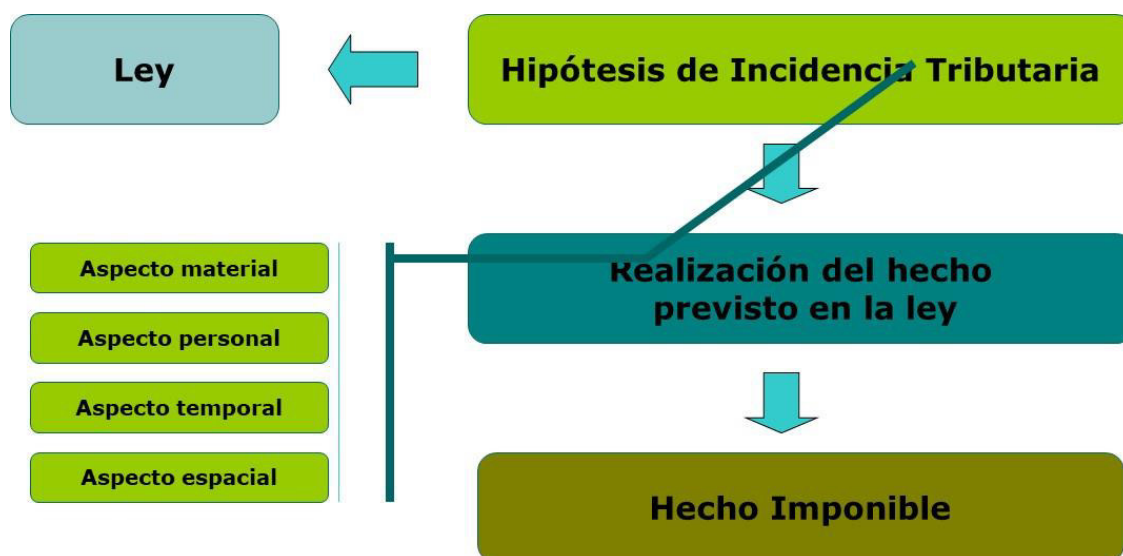 Ley
Hipótesis de Incidencia Tributaria
Aspecto material
Aspecto personal
Aspecto temporal
Aspecto espacial
Realización del hecho
previsto en la ley
Hecho Imponible